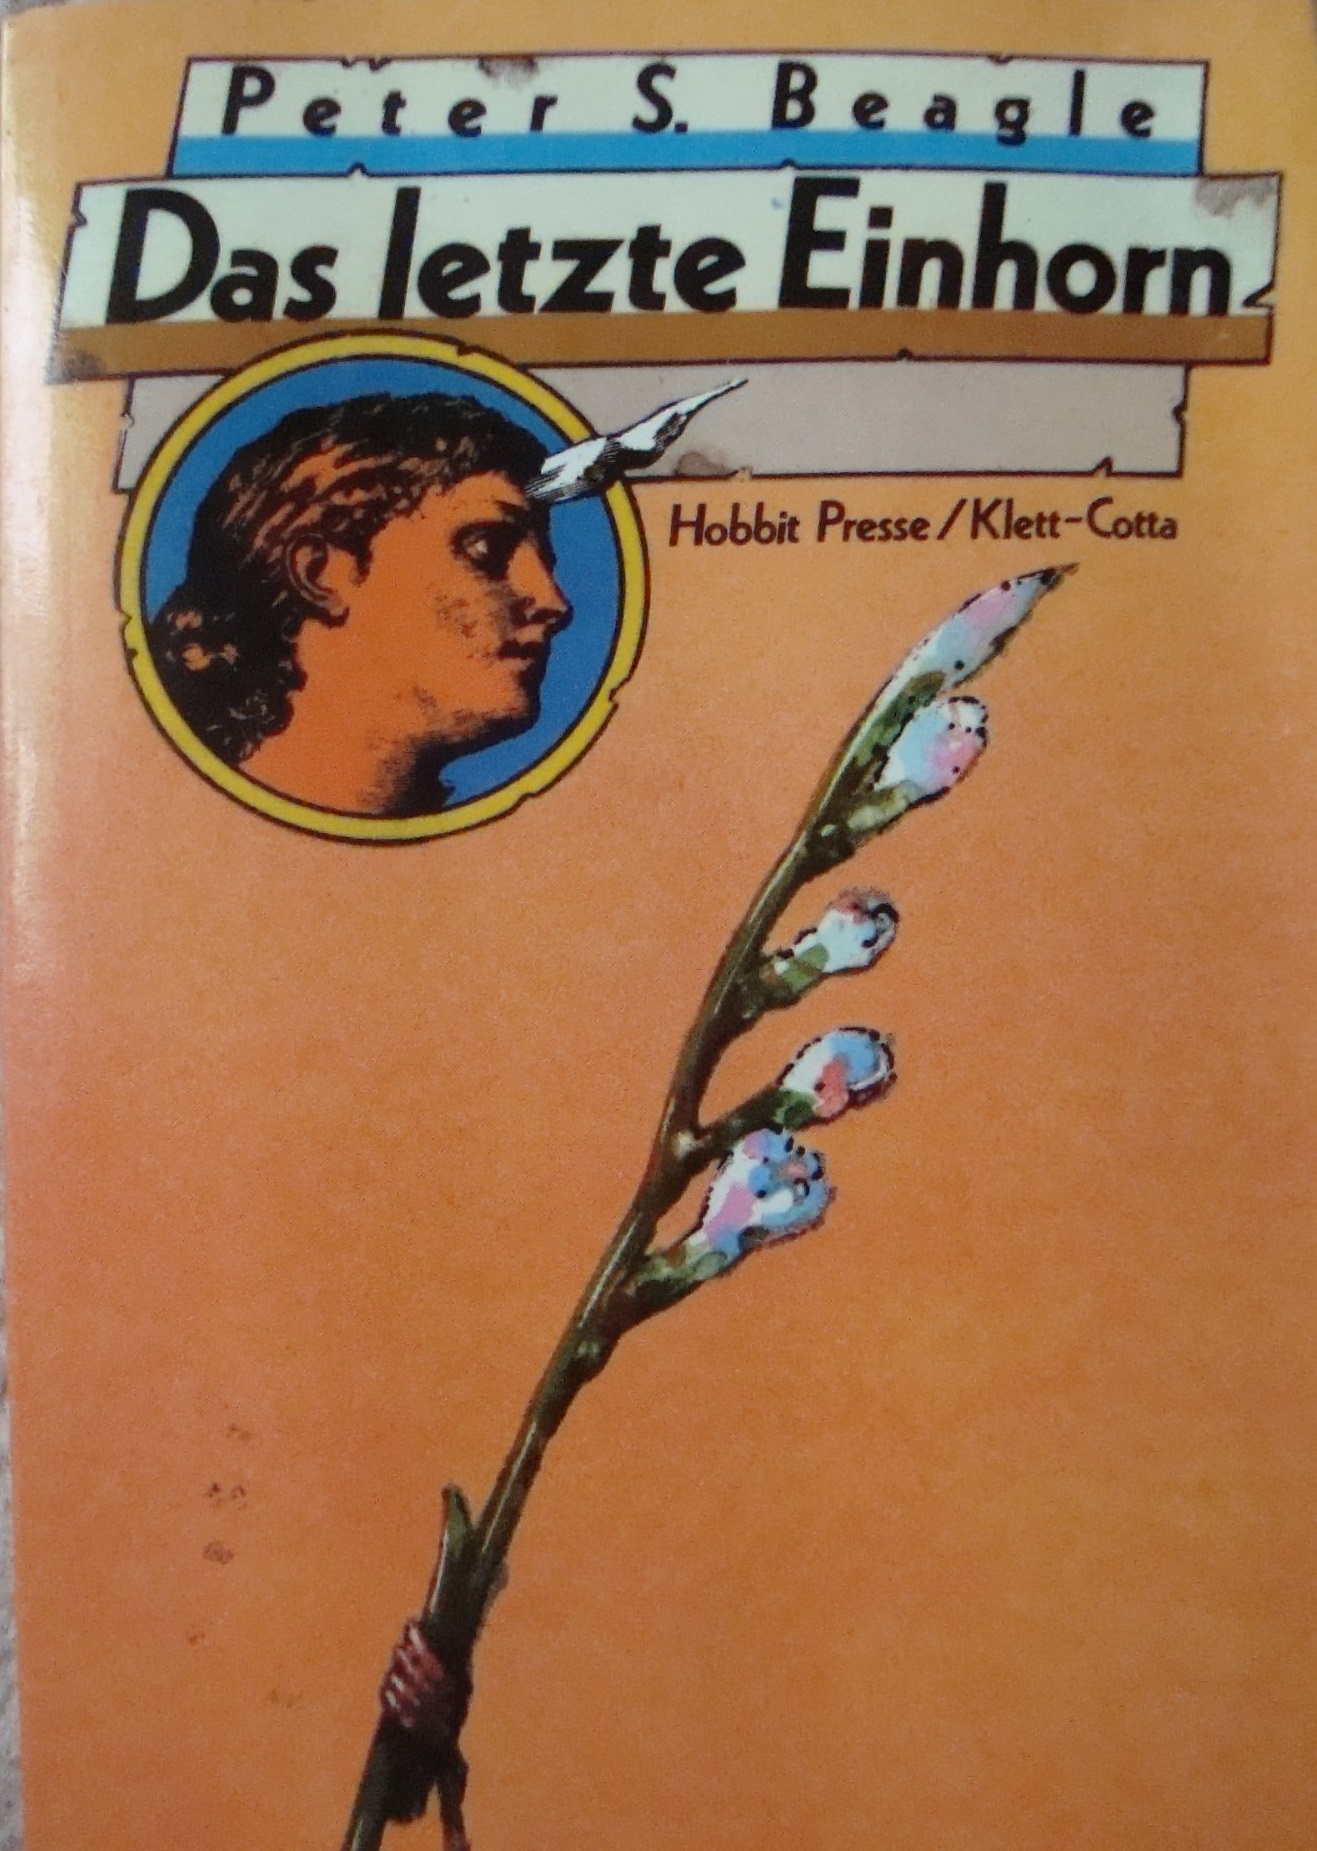 Peter S. Beagle
Das letzte Einhorn
Hobbit Presse/Klett-Cotta